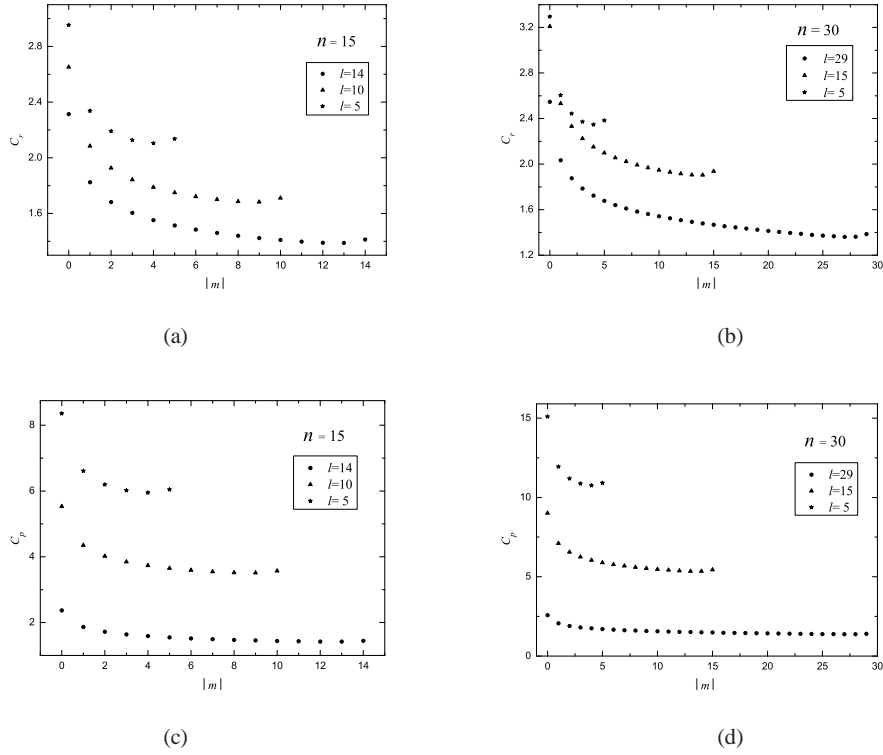 n = 15
l=14
l=10
l= 5
C_r
3.0
2.6
2.2
1.8
1.4
0 2 4 6 8 10 12 14
|m|
(a)
n = 30
l=29
l=15
l= 5
C_r
3.2
2.8
2.4
2.0
1.6
1.2
0 5 10 15 20 25 30
|m|
(b)
n = 15
l=14
l=10
l= 5
C_p
8
6
4
2
0 2 4 6 8 10 12 14
|m|
(c)
n = 30
l=29
l=15
l= 5
C_p
15
10
5
0
0 5 10 15 20 25 30
|m|
(d)